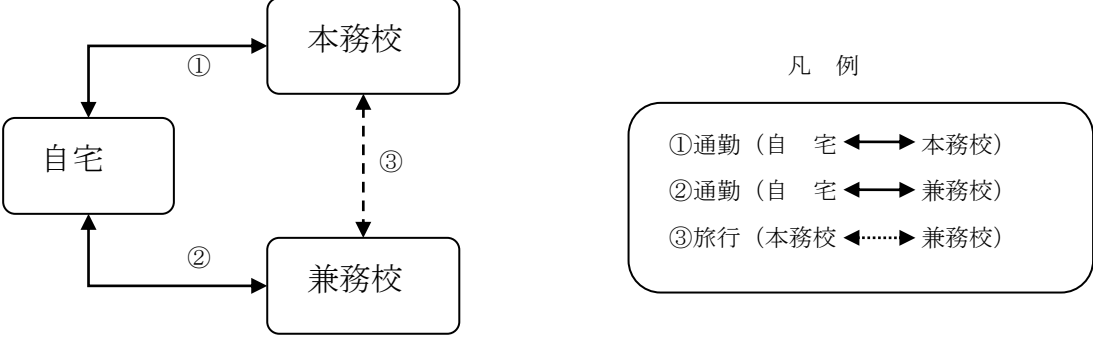 本務校
①
自宅
③
②
兼務校
凡　例
①通勤（自　宅 ◀━▶ 本務校）
②通勤（自　宅 ◀━▶ 兼務校）
③旅行（本務校 ◀┈▶ 兼務校）